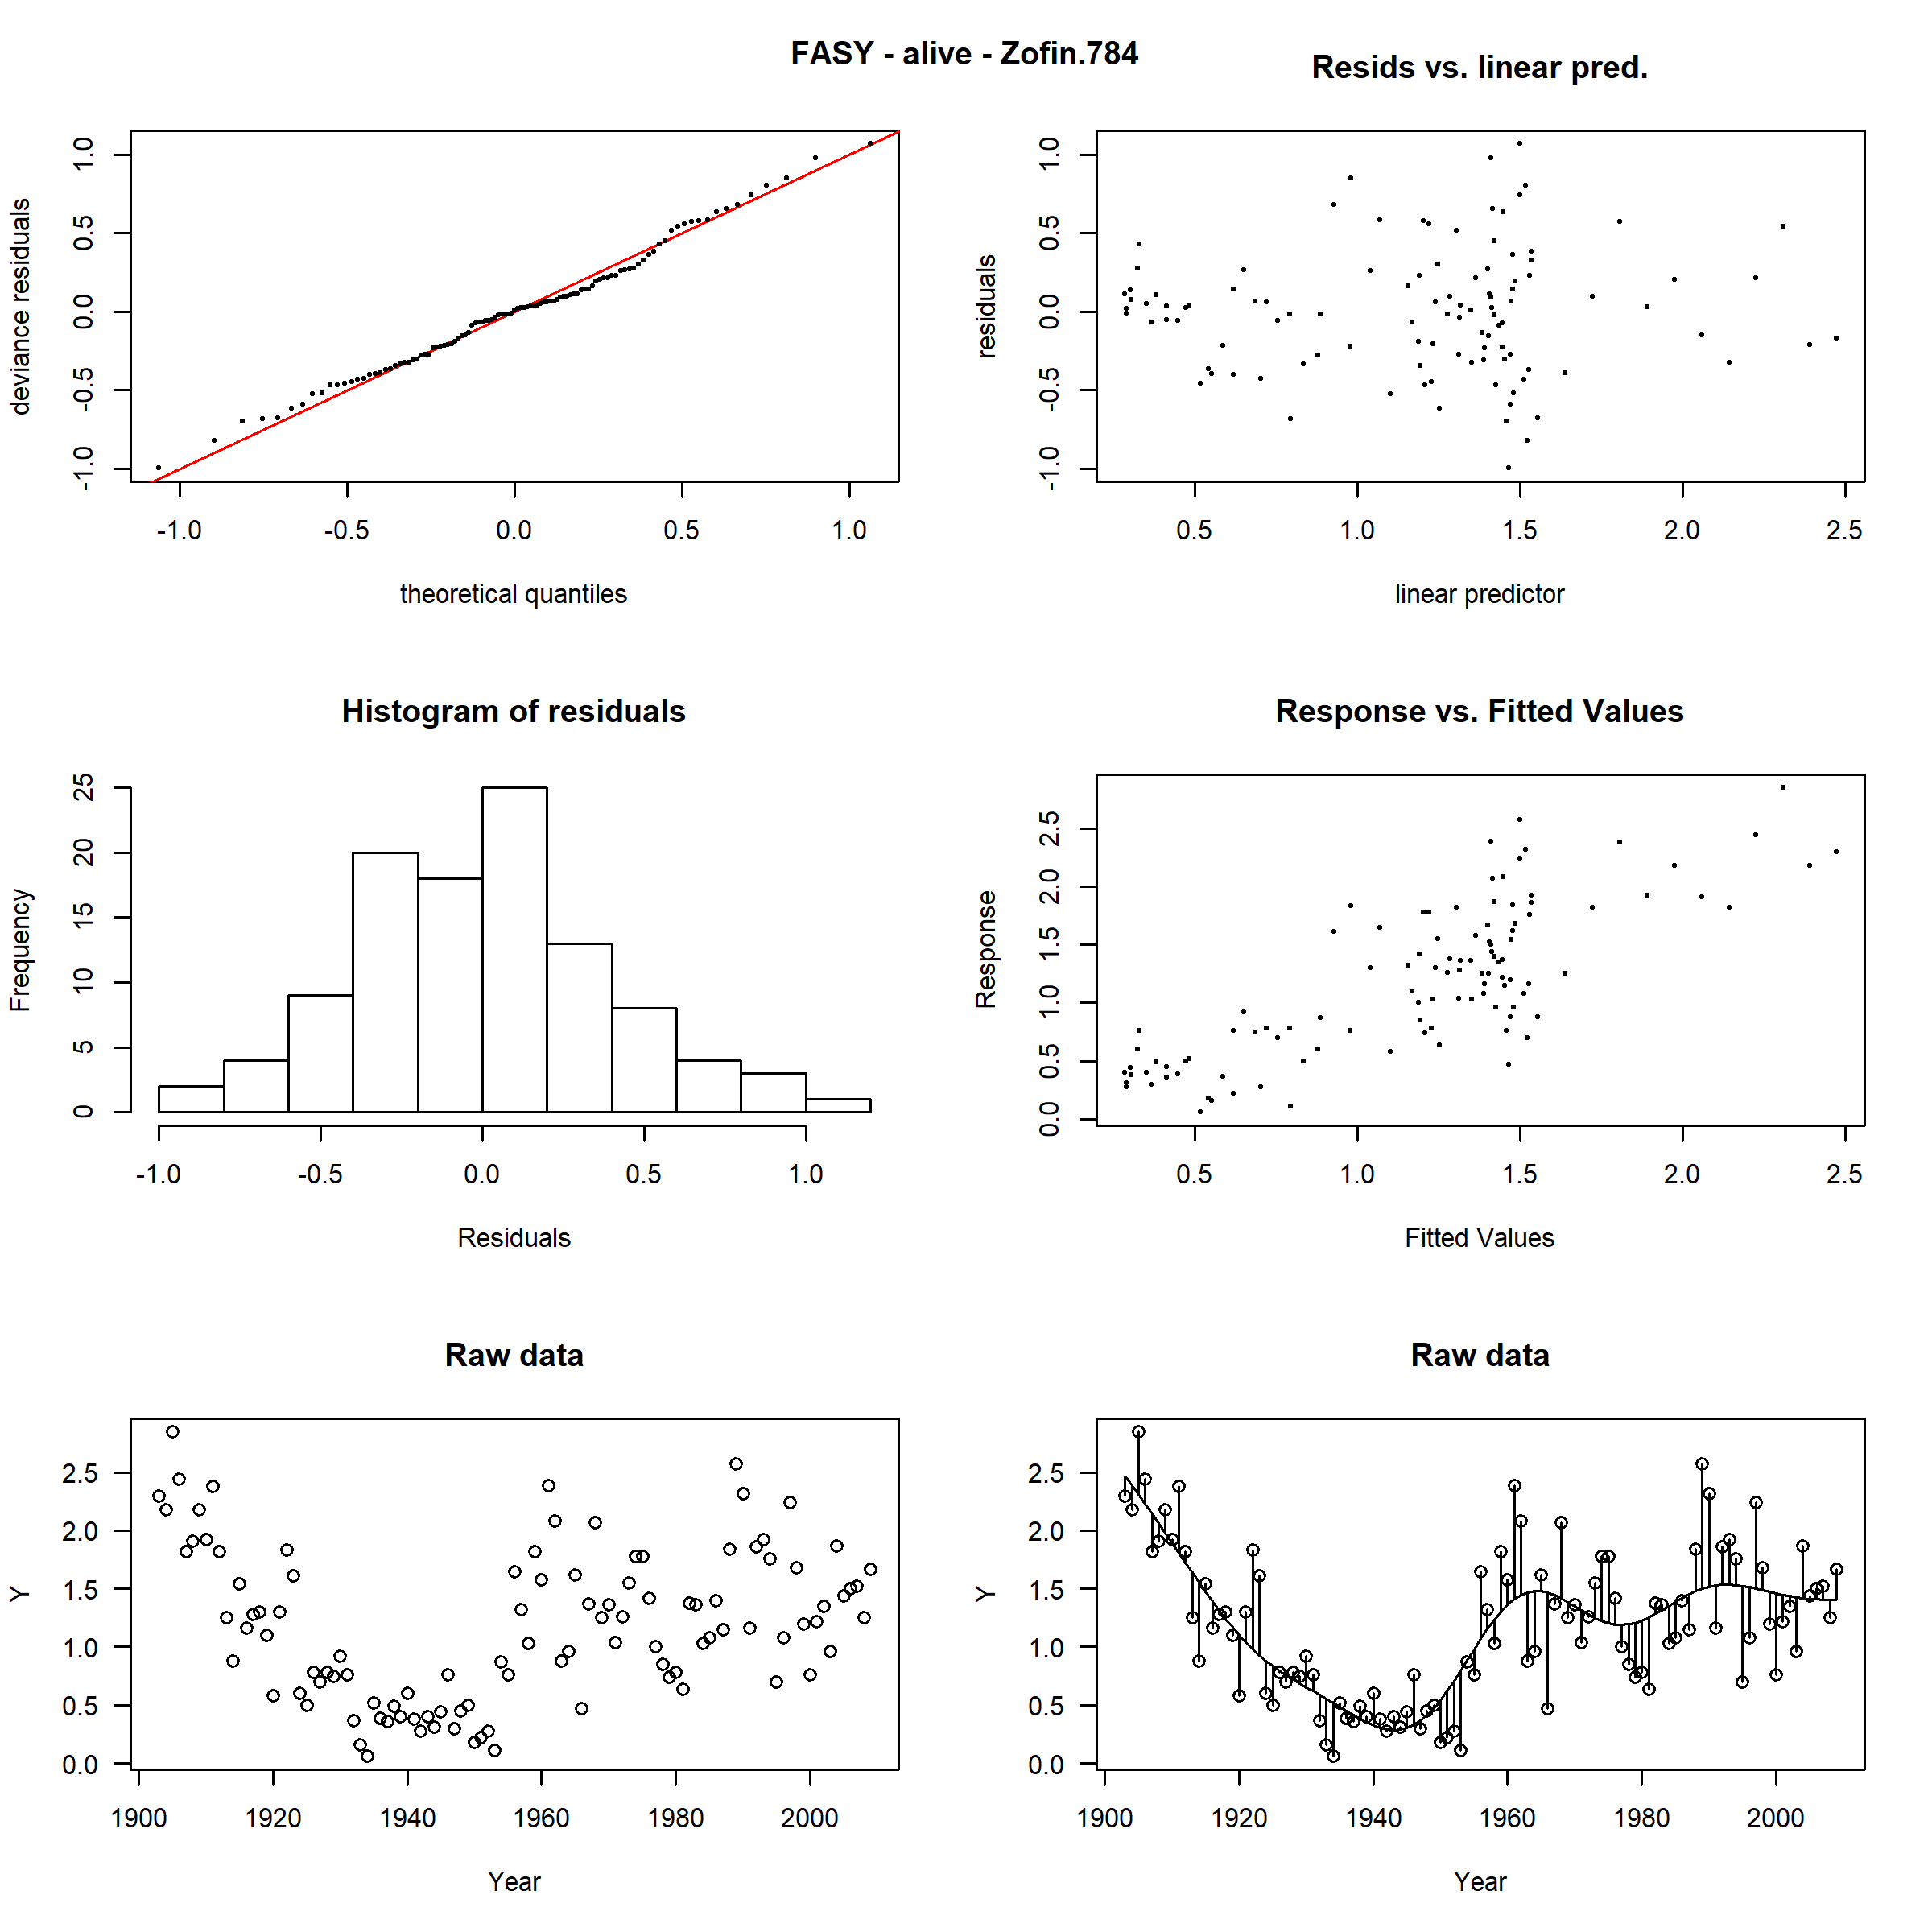 FASY - alive - Zofin.784
Resids vs. linear pred.
deviance residuals
1.0
0.5
0.0
-0.5
-1.0
-1.0 -0.5 0.0 0.5 1.0
theoretical quantiles
residuals
1.0
0.5
0.0
-0.5
-1.0
0.5 1.0 1.5 2.0 2.5
linear predictor
Histogram of residuals
Frequency
25
20
15
10
5
0
-1.0 -0.5 0.0 0.5 1.0
Residuals
Response vs. Fitted Values
Response
2.5
2.0
1.5
1.0
0.5
0.0
0.5 1.0 1.5 2.0 2.5
Fitted Values
Raw data
Y
2.5
2.0
1.5
1.0
0.5
0.0
1900 1920 1940 1960 1980 2000
Year
Raw data
Y
2.5
2.0
1.5
1.0
0.5
0.0
1900 1920 1940 1960 1980 2000
Year